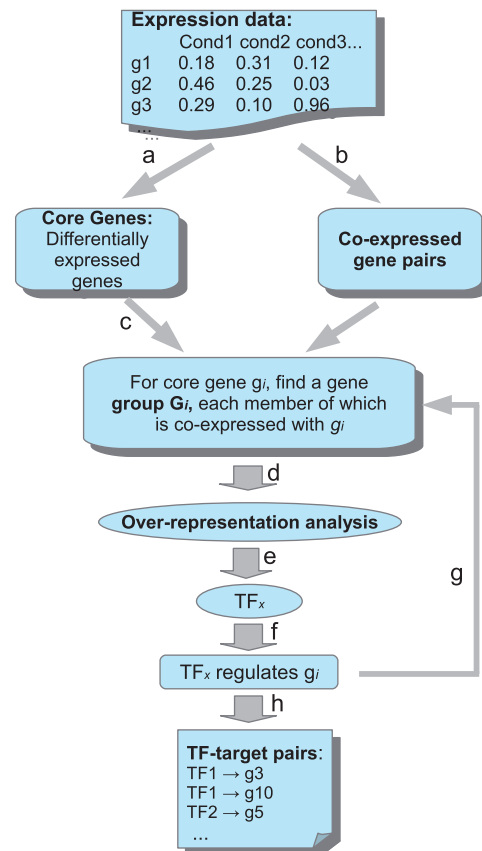 Expression data:
Cond1 cond2 cond3...
g1 0.18 0.31 0.12
g2 0.46 0.25 0.03
g3 0.29 0.10 0.96
...
...
a
b
Core Genes:
Differentially
expressed
genes
Co-expressed
gene pairs
c
For core gene gi, find a gene
group Gi, each member of which
is co-expressed with gi
d
Over-representation analysis
e
TFx
f
g
TFx regulates gi
h
TF-target pairs:
TF1 → g3
TF1 → g10
TF2 → g5
...